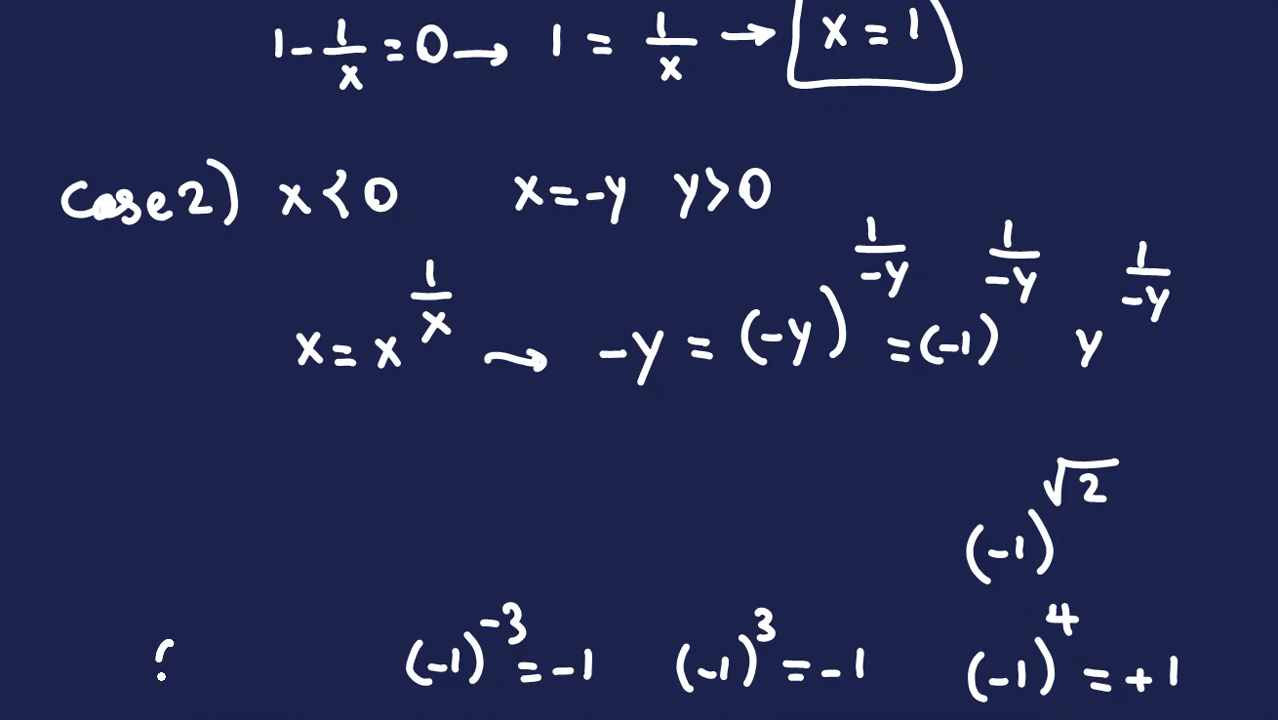 1 - 1/x = 0 → 1 = 1/x → x = 1
Case 2) x < 0 x = -y y > 0
x = x^(1/x) → -y = (-y)^(1/-y) = (-1)^(1/-y) y^(1/-y)
(-1)^√2
(-1)^-3 = -1 (-1)^3 = -1 (-1)^4 = +1